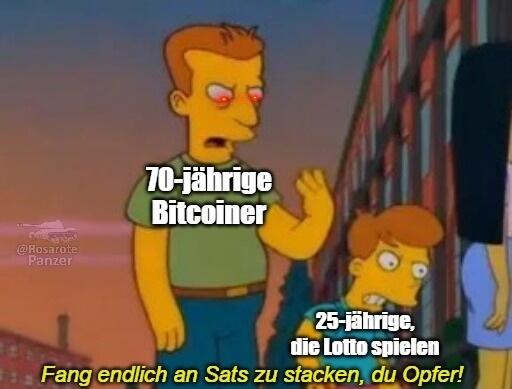 70-jährige
Bitcoiner
@Rosarote
Panzer
25-jährige,
die Lotto spielen
Fang endlich an Sats zu stacken, du Opfer!